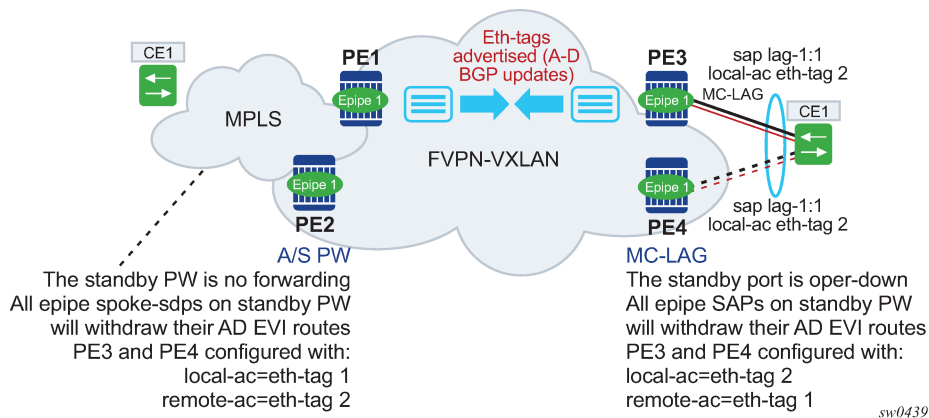 CE1
MPLS
PE1
Epipe 1
Epipe 1
PE2
Eth-tags
advertised (A-D
BGP updates)
FVPN-VXLAN
PE3
Epipe 1
Epipe 1
PE4
sap lag-1:1
local-ac eth-tag 2
MC-LAG
CE1
sap lag-1:1
local-ac eth-tag 2
A/S PW
The standby PW is no forwarding
All epipe spoke-sdps on standby PW
will withdraw their AD EVI routes
PE3 and PE4 configured with:
local-ac=eth-tag 1
remote-ac=eth-tag 2
MC-LAG
The standby port is oper-down
All epipe SAPs on standby PW
will withdraw their AD EVI routes
PE3 and PE4 configured with:
local-ac=eth-tag 2
remote-ac=eth-tag 1
sw0439